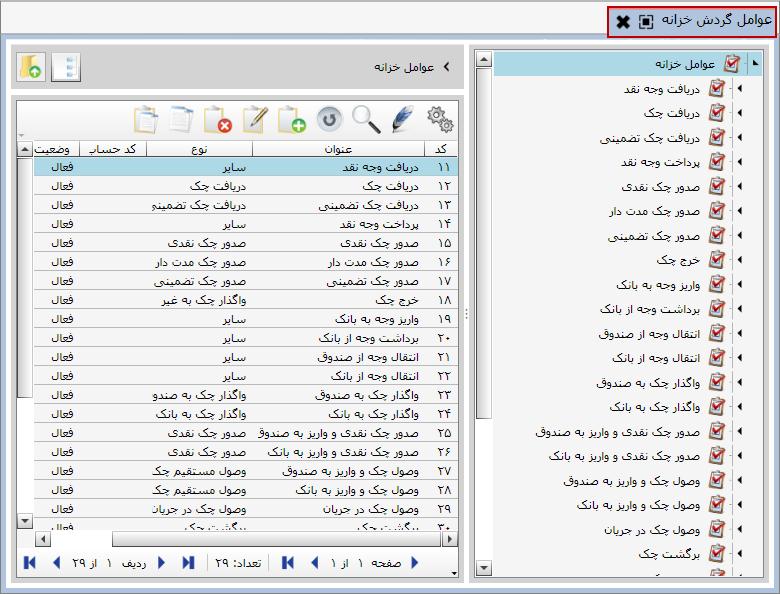 عوامل گردش خزانه
عوامل خزانه
دریافت وجه نقد
دریافت چک
دریافت چک تضمینی
پرداخت وجه نقد
صدور چک نقدی
صدور چک مدت دار
صدور چک تضمینی
خرج چک
واریز وجه به بانک
برداشت وجه از بانک
انتقال وجه از صندوق
انتقال وجه از بانک
واگذار چک به صندوق
واگذار چک به بانک
صدور چک نقدی و واریز به صندوق
صدور چک نقدی و واریز به بانک
وصول چک و واریز به صندوق
وصول چک و واریز به بانک
وصول چک در جریان
برگشت چک
عوامل خزانه
کد عنوان نوع کد حساب وضعیت
۱۱ دریافت وجه نقد سایر فعال
۱۲ دریافت چک دریافت چک فعال
۱۳ دریافت چک تضمینی دریافت چک تضمینی فعال
۱۴ پرداخت وجه نقد سایر فعال
۱۵ صدور چک نقدی صدور چک نقدی فعال
۱۶ صدور چک مدت دار صدور چک مدت دار فعال
۱۷ صدور چک تضمینی صدور چک تضمینی فعال
۱۸ خرج چک واگذار چک به غیر فعال
۱۹ واریز وجه به بانک سایر فعال
۲۰ برداشت وجه از بانک سایر فعال
۲۱ انتقال وجه از صندوق سایر فعال
۲۲ انتقال وجه از بانک سایر فعال
۲۳ واگذار چک به صندوق واگذار چک به صندو فعال
۲۴ واگذار چک به بانک واگذار چک به بانک فعال
۲۵ صدور چک نقدی و واریز به صندوق صدور چک نقدی فعال
۲۶ صدور چک نقدی و واریز به بانک صدور چک نقدی فعال
۲۷ وصول چک و واریز به صندوق وصول مستقیم چک فعال
۲۸ وصول چک و واریز به بانک وصول مستقیم چک فعال
۲۹ وصول چک در جریان وصول چک در جریان فعال
۳۰ برگشت چک برگشت چک فعال
صفحه ۱ از ۱ تعداد: ۲۹ ردیف ۱ از ۲۹